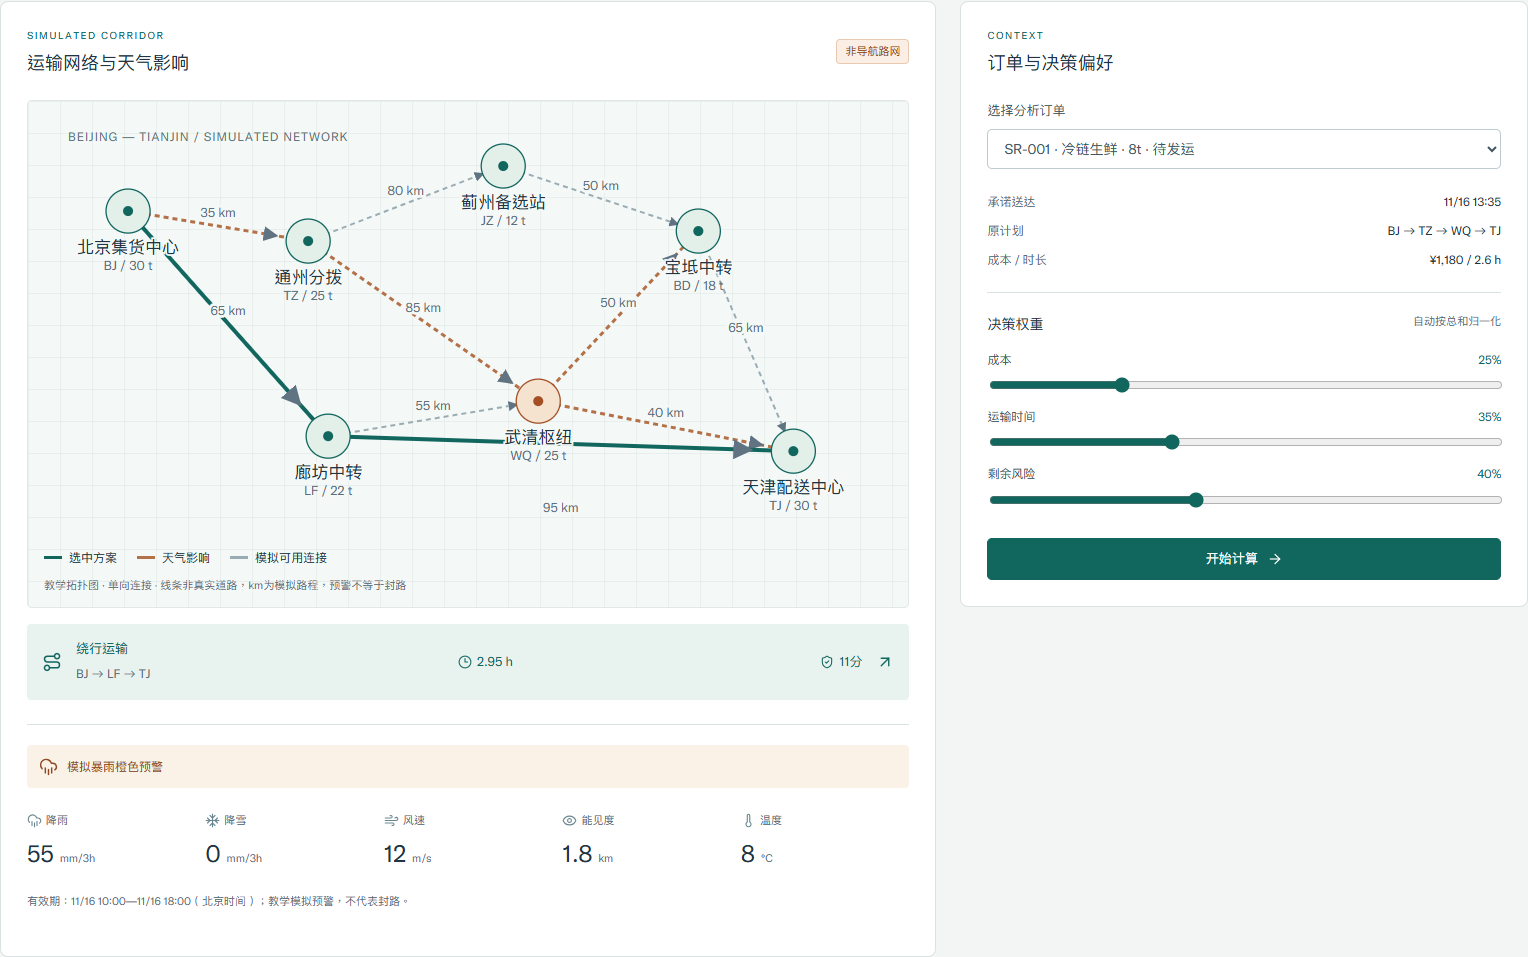 SIMULATED CORRIDOR
运输网络与天气影响
非导航路网
BEIJING — TIANJIN / SIMULATED NETWORK
80 km
50 km
蓟州备选站
JZ / 12 t
35 km
北京集货中心
BJ / 30 t
通州分拨
TZ / 25 t
宝坻中转
BD / 18 t
65 km
85 km
50 km
65 km
55 km
40 km
武清枢纽
WQ / 25 t
廊坊中转
LF / 22 t
天津配送中心
TJ / 30 t
95 km
选中方案
天气影响
模拟可用连接
教学拓扑图 · 单向连接 · 线条非真实道路，km为模拟路程，预警不等于封路
绕行运输
BJ → LF → TJ
2.95 h
11分
模拟暴雨橙色预警
降雨
55 mm/3h
降雪
0 mm/3h
风速
12 m/s
能见度
1.8 km
温度
8 °C
有效期：11/16 10:00—11/16 18:00（北京时间）；教学模拟预警，不代表封路。
CONTEXT
订单与决策偏好
选择分析订单
SR-001 · 冷链生鲜 · 8t · 待发运
承诺送达 11/16 13:35
原计划 BJ → TZ → WQ → TJ
成本 / 时长 ¥1,180 / 2.6 h
决策权重 自动按总和归一化
成本 25%
运输时间 35%
剩余风险 40%
开始计算 →